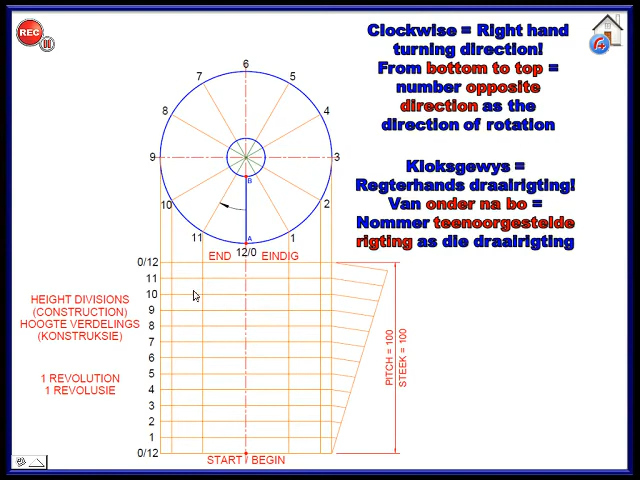 REC
Clockwise = Right hand
turning direction!
From bottom to top =
number opposite
direction as the
direction of rotation
Kloksgewys =
Regterhands draairigting!
Van onder na bo =
Nommer teenoorgestelde
rigting as die draairigting
6
7
5
8
4
9
3
10
2
11
1
B
A
END
12/0
EINDIG
0/12
11
10
9
8
7
6
5
4
3
2
1
0/12
HEIGHT DIVISIONS
(CONSTRUCTION)
HOOGTE VERDELINGS
(KONSTRUKSIE)
1 REVOLUTION
1 REVOLUSIE
PITCH = 100
STEEK = 100
START / BEGIN